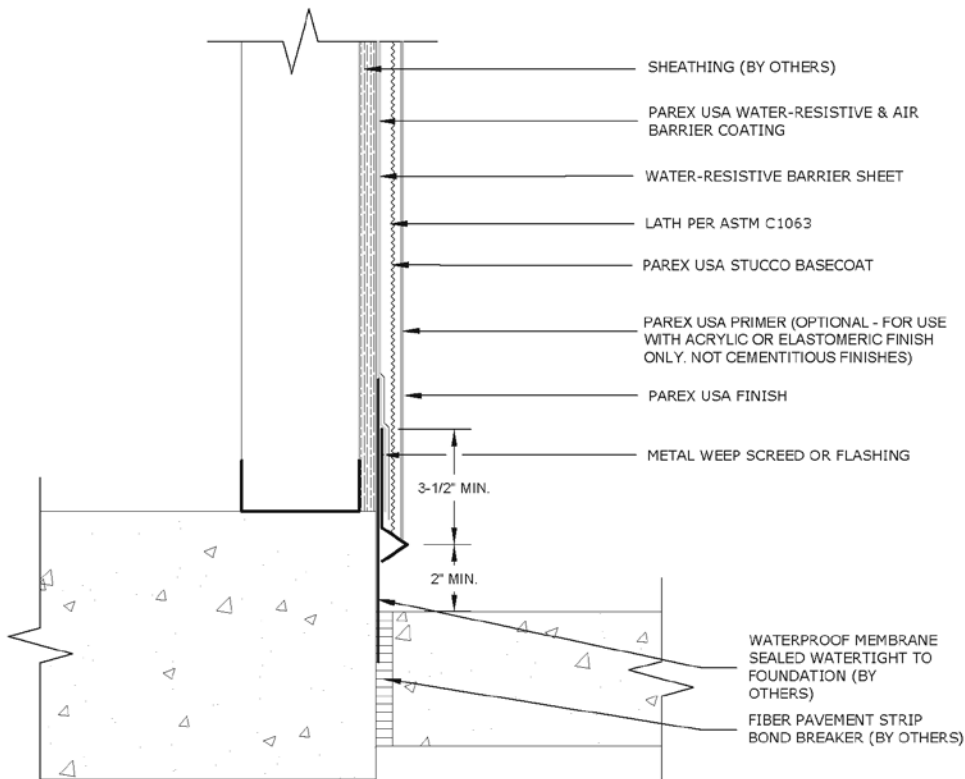 SHEATHING (BY OTHERS)
PAREX USA WATER-RESISTIVE & AIR
BARRIER COATING
WATER-RESISTIVE BARRIER SHEET
LATH PER ASTM C1063
PAREX USA STUCCO BASECOAT
PAREX USA PRIMER (OPTIONAL - FOR USE
WITH ACRYLIC OR ELASTOMERIC FINISH
ONLY. NOT CEMENTITIOUS FINISHES)
PAREX USA FINISH
METAL WEEP SCREED OR FLASHING
3-1/2" MIN.
2" MIN.
WATERPROOF MEMBRANE
SEALED WATERTIGHT TO
FOUNDATION (BY
OTHERS)
FIBER PAVEMENT STRIP
BOND BREAKER (BY OTHERS)